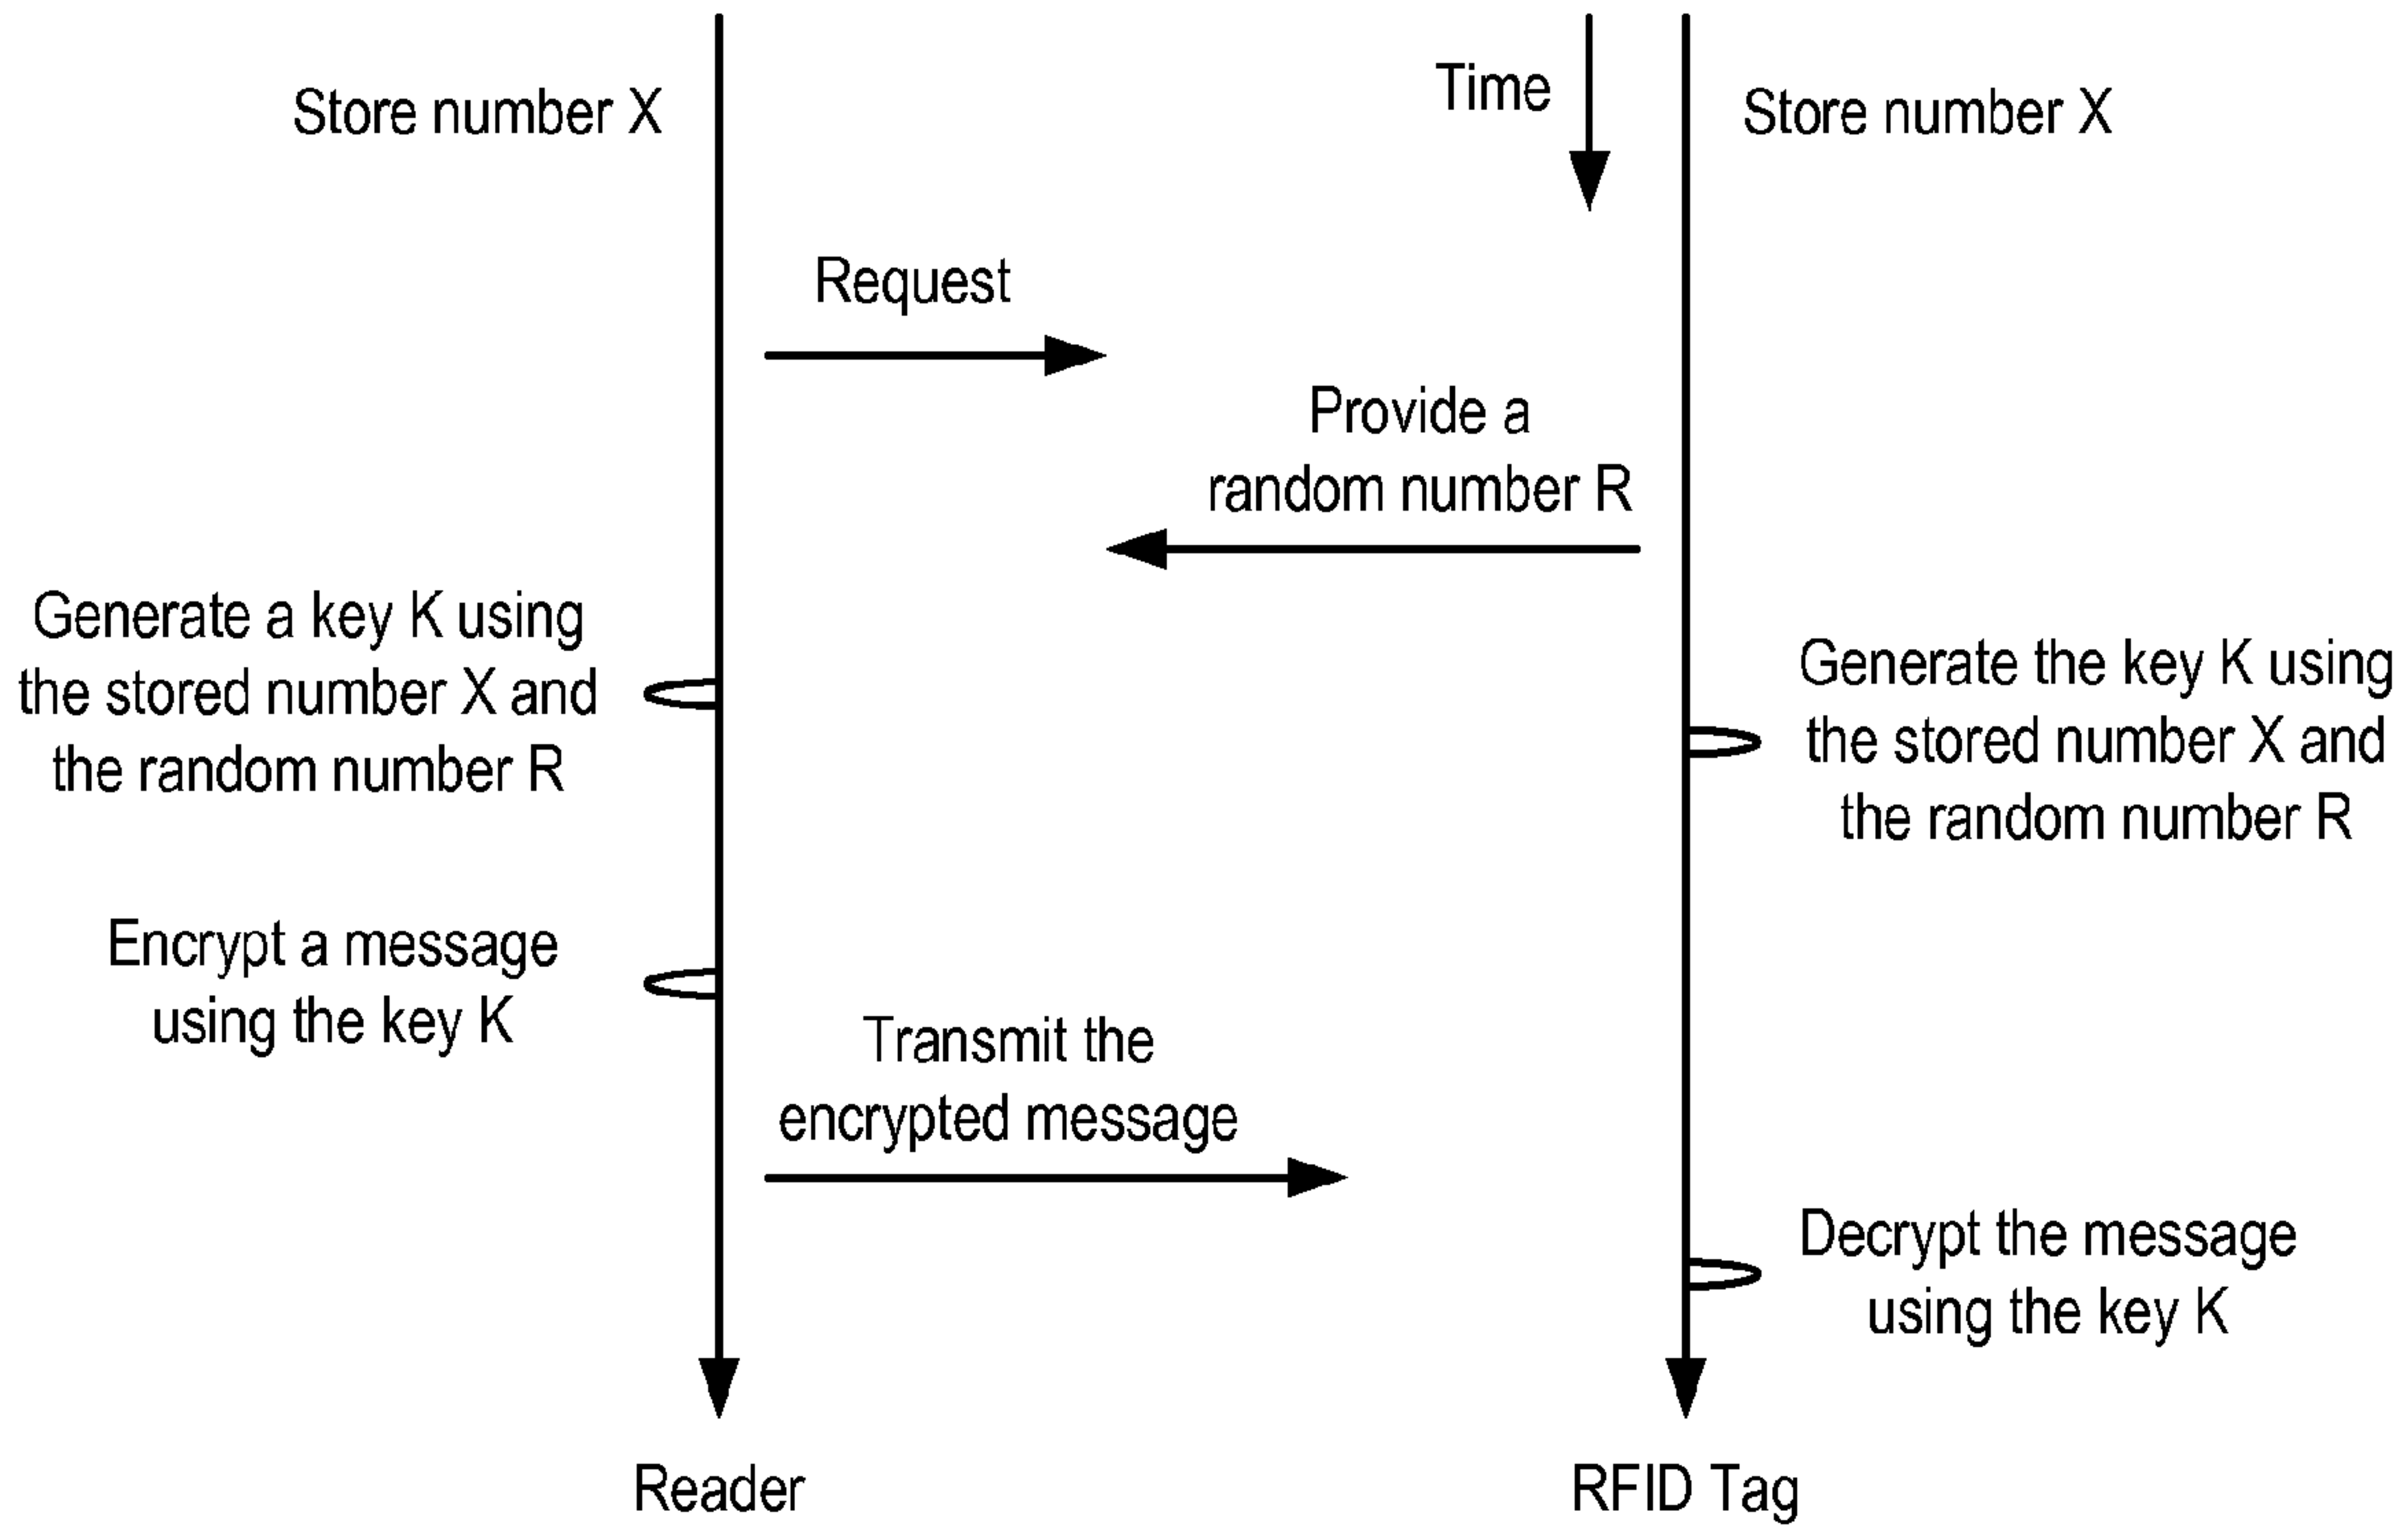 Store number X
Time
Store number X
Request
Provide a
random number R
Generate a key K using
the stored number X and
the random number R
Generate the key K using
the stored number X and
the random number R
Encrypt a message
using the key K
Transmit the
encrypted message
Decrypt the message
using the key K
Reader
RFID Tag